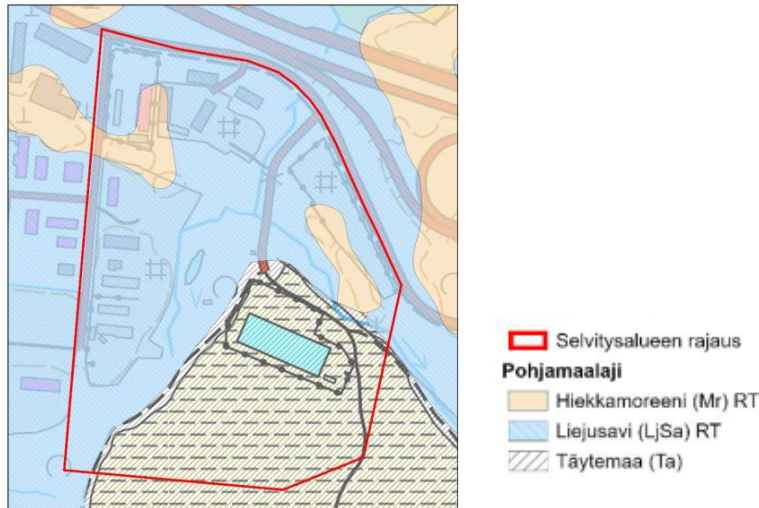 Selvitysalueen rajaus
Pohjamaalaji
Hiekkamoreeni (Mr) RT
Liejusavi (LjSa) RT
Täytemaa (Ta)